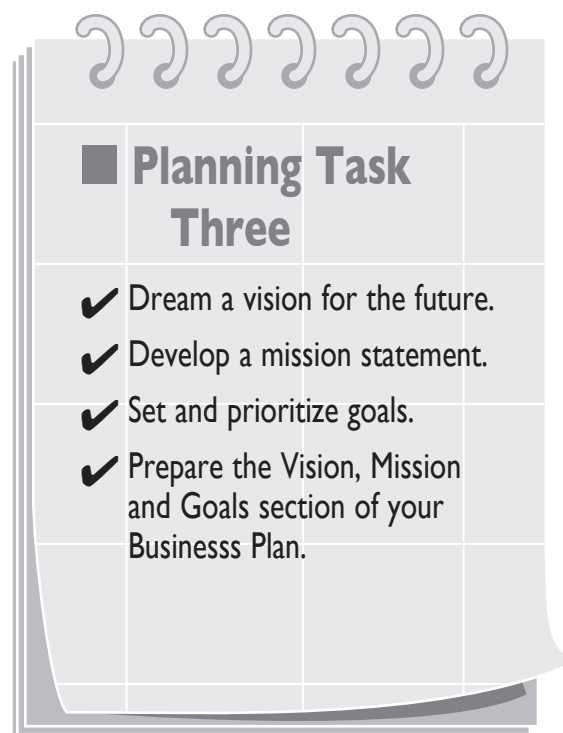 ■ Planning Task
Three
✔ Dream a vision for the future.
✔ Develop a mission statement.
✔ Set and prioritize goals.
✔ Prepare the Vision, Mission
and Goals section of your
Businesss Plan.